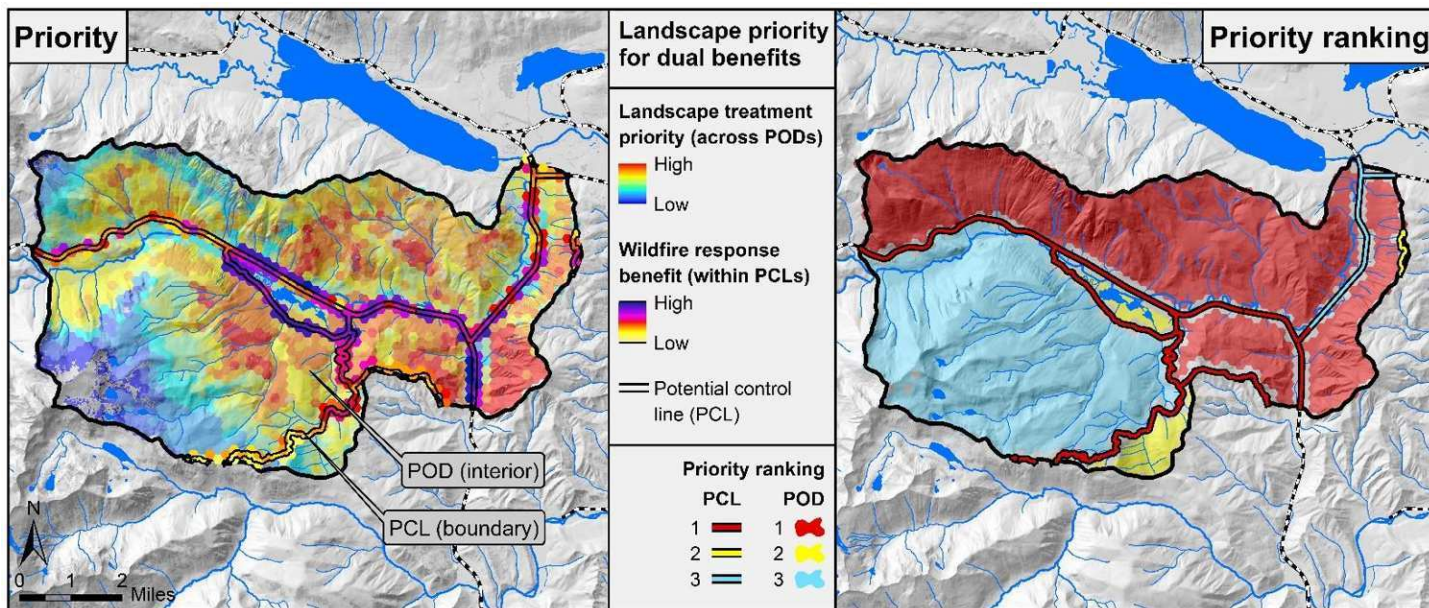 Priority
Landscape priority
for dual benefits
Landscape treatment
priority (across PODs)
High
Low
Wildfire response
benefit (within PCLs)
High
Low
Potential control
line (PCL)
Priority ranking
PCL POD
1 1
2 2
3 3
POD (interior)
PCL (boundary)
N
0 1 2
Miles
Priority ranking